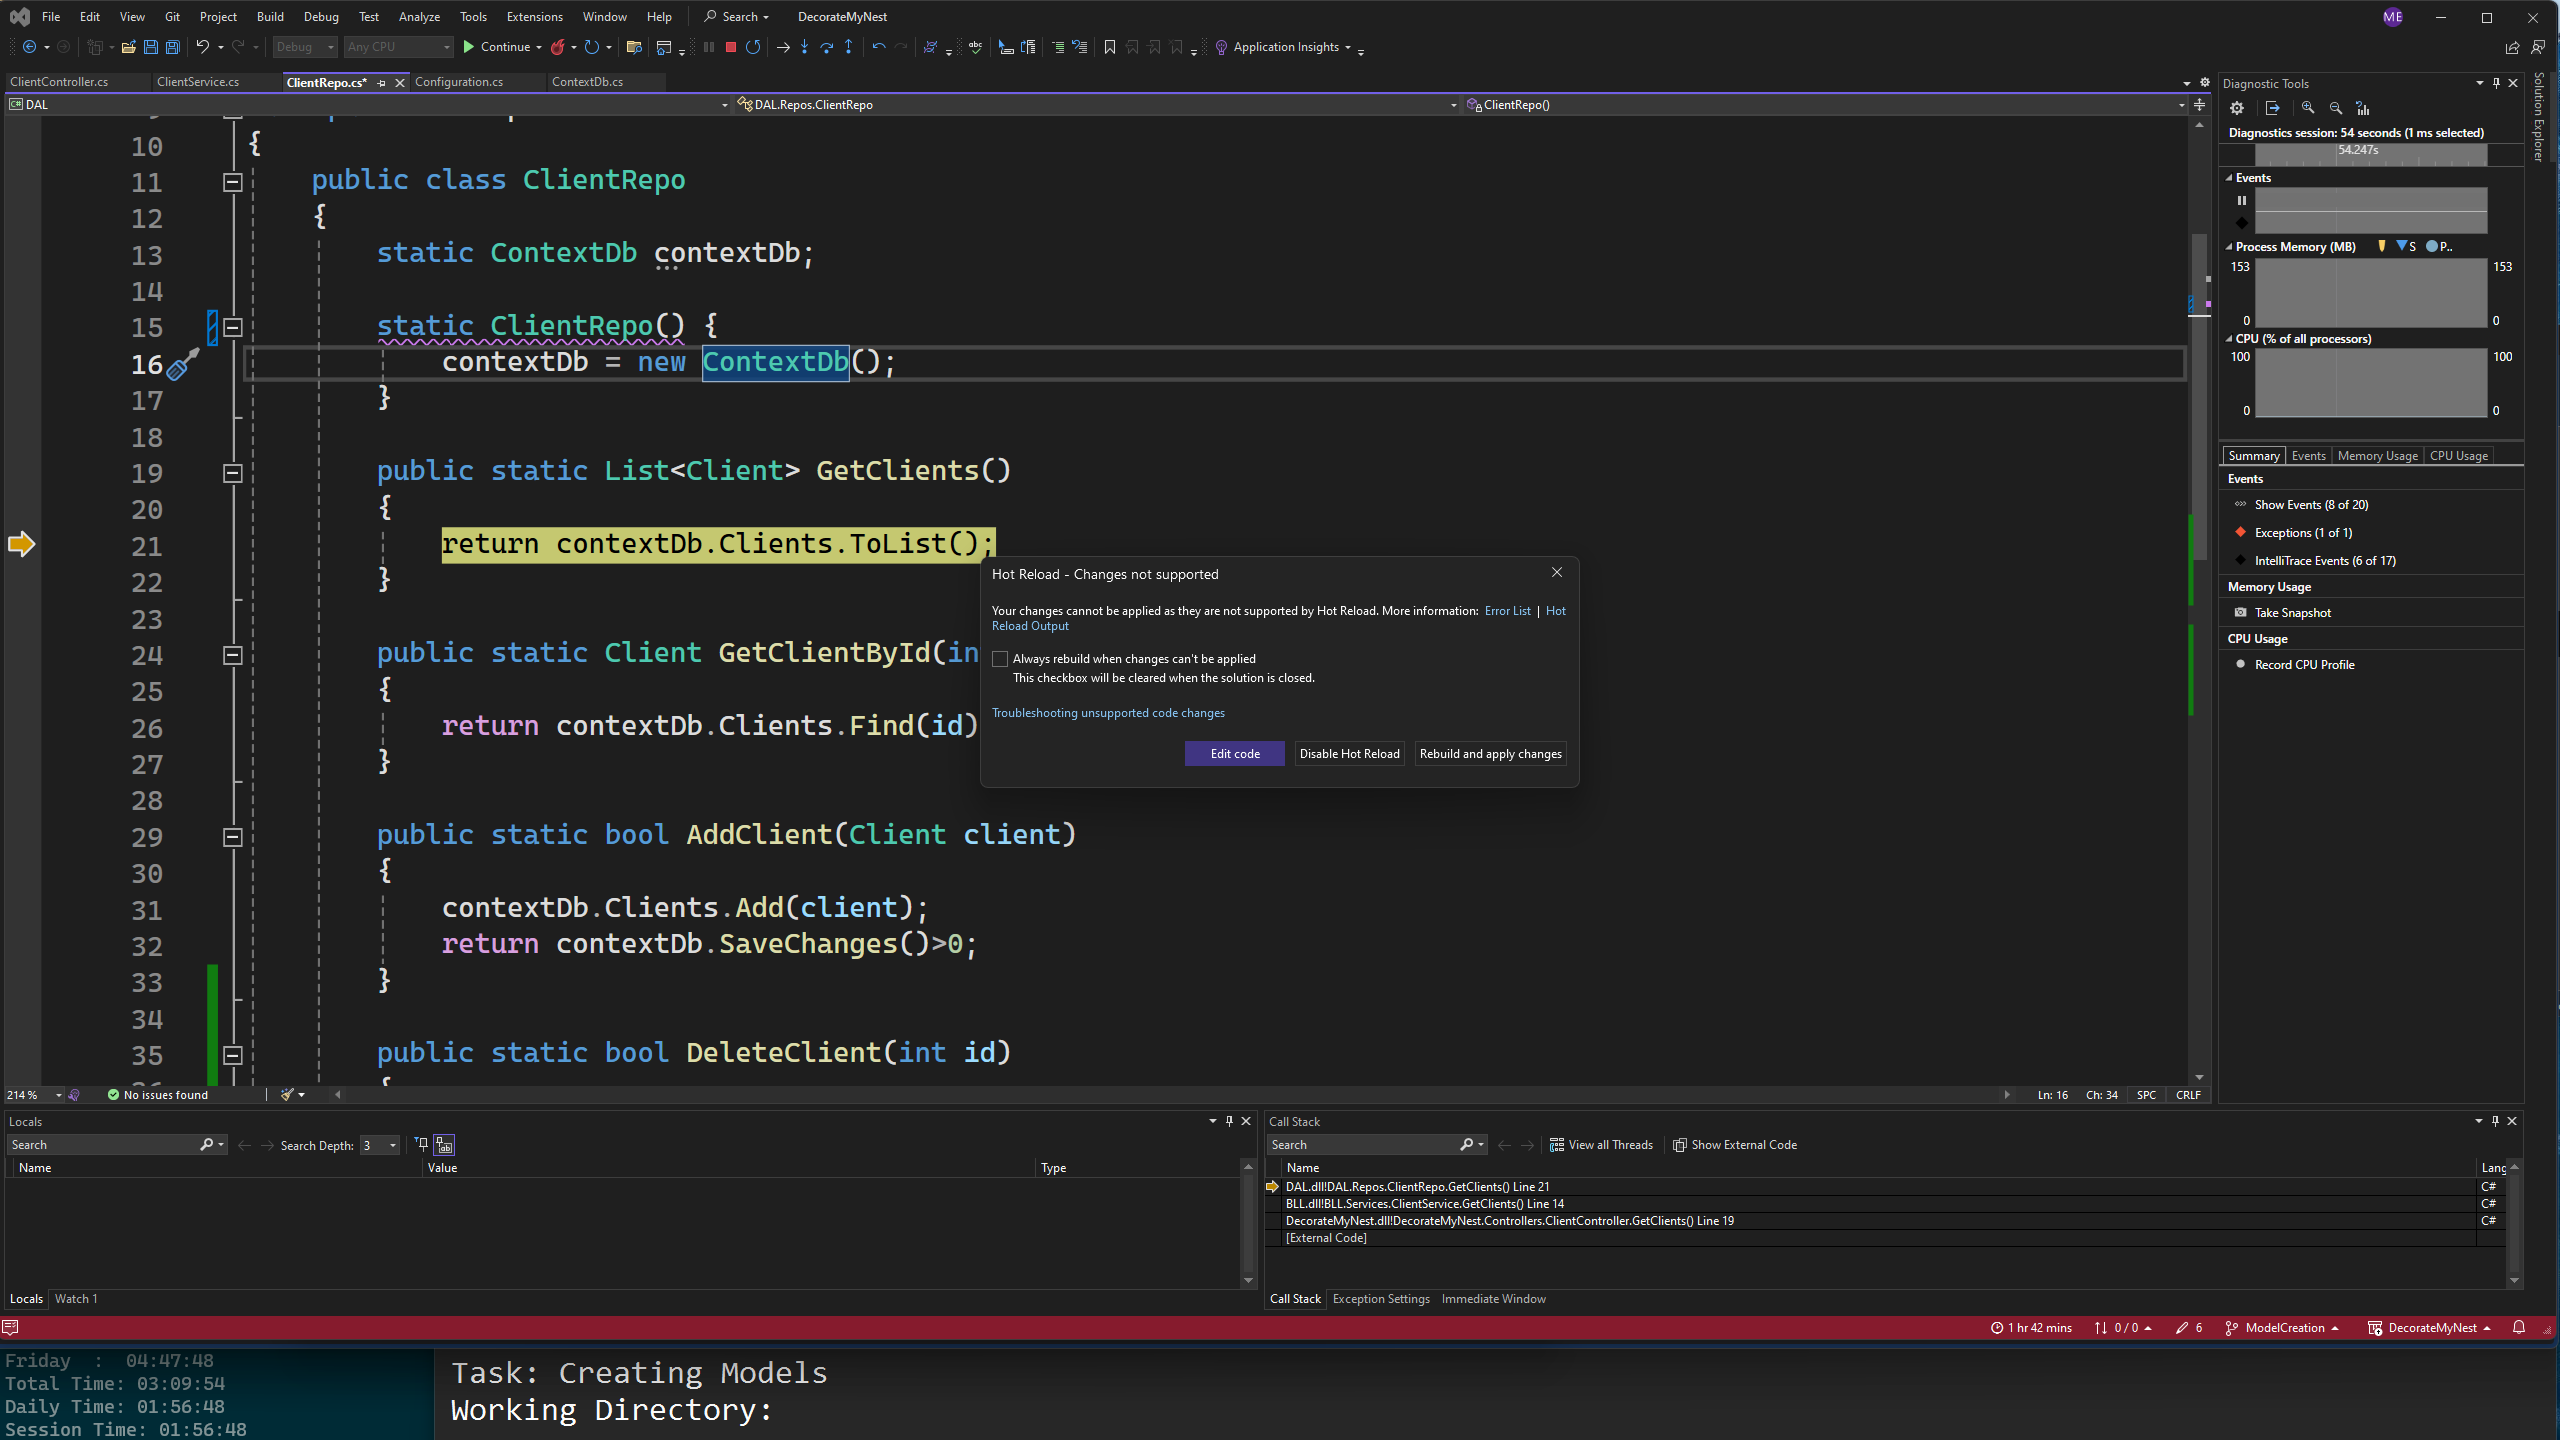 File Edit View Git Project Build Debug Test Analyze Tools Extensions Window Help Search DecorateMyNest ME
Debug Any CPU Continue Application Insights
ClientController.cs ClientService.cs ClientRepo.cs* Configuration.cs ContextDb.cs
DAL DAL.Repos.ClientRepo ClientRepo()
10 {
11 public class ClientRepo
12 {
13 static ContextDb contextDb;
14
15 static ClientRepo() {
16 contextDb = new ContextDb();
17 }
18
19 public static List<Client> GetClients()
20 {
21 return contextDb.Clients.ToList();
22 }
23
24 public static Client GetClientById(in
25 {
26 return contextDb.Clients.Find(id)
27 }
28
29 public static bool AddClient(Client client)
30 {
31 contextDb.Clients.Add(client);
32 return contextDb.SaveChanges()>0;
33 }
34
35 public static bool DeleteClient(int id)
{
Hot Reload - Changes not supported
Your changes cannot be applied as they are not supported by Hot Reload. More information: Error List | Hot
Reload Output
Always rebuild when changes can't be applied
This checkbox will be cleared when the solution is closed.
Troubleshooting unsupported code changes
Edit code Disable Hot Reload Rebuild and apply changes
214 % No issues found Ln: 16 Ch: 34 SPC CRLF
Diagnostic Tools
Diagnostics session: 54 seconds (1 ms selected)
54.247s
Events
Process Memory (MB) S P..
153 153
0 0
CPU (% of all processors)
100 100
0 0
Summary Events Memory Usage CPU Usage
Events
Show Events (8 of 20)
Exceptions (1 of 1)
IntelliTrace Events (6 of 17)
Memory Usage
Take Snapshot
CPU Usage
Record CPU Profile
Solution Explorer
Locals
Search Search Depth: 3
Name Value Type
Locals Watch 1
Call Stack
Search View all Threads Show External Code
Name Lang
DAL.dll!DAL.Repos.ClientRepo.GetClients() Line 21 C#
BLL.dll!BLL.Services.ClientService.GetClients() Line 14 C#
DecorateMyNest.dll!DecorateMyNest.Controllers.ClientController.GetClients() Line 19 C#
[External Code]
Call Stack Exception Settings Immediate Window
1 hr 42 mins 0 / 0 6 ModelCreation DecorateMyNest
Friday : 04:47:48
Total Time: 03:09:54
Daily Time: 01:56:48
Session Time: 01:56:48
Task: Creating Models
Working Directory: